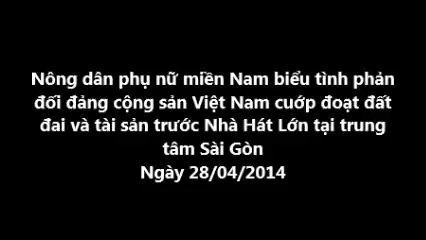 Nông dân phụ nữ miền Nam biểu tình phản
đối đảng cộng sản Việt Nam cuớp đoạt đất
đai và tài sản trước Nhà Hát Lớn tại trung
tâm Sài Gòn
Ngày 28/04/2014